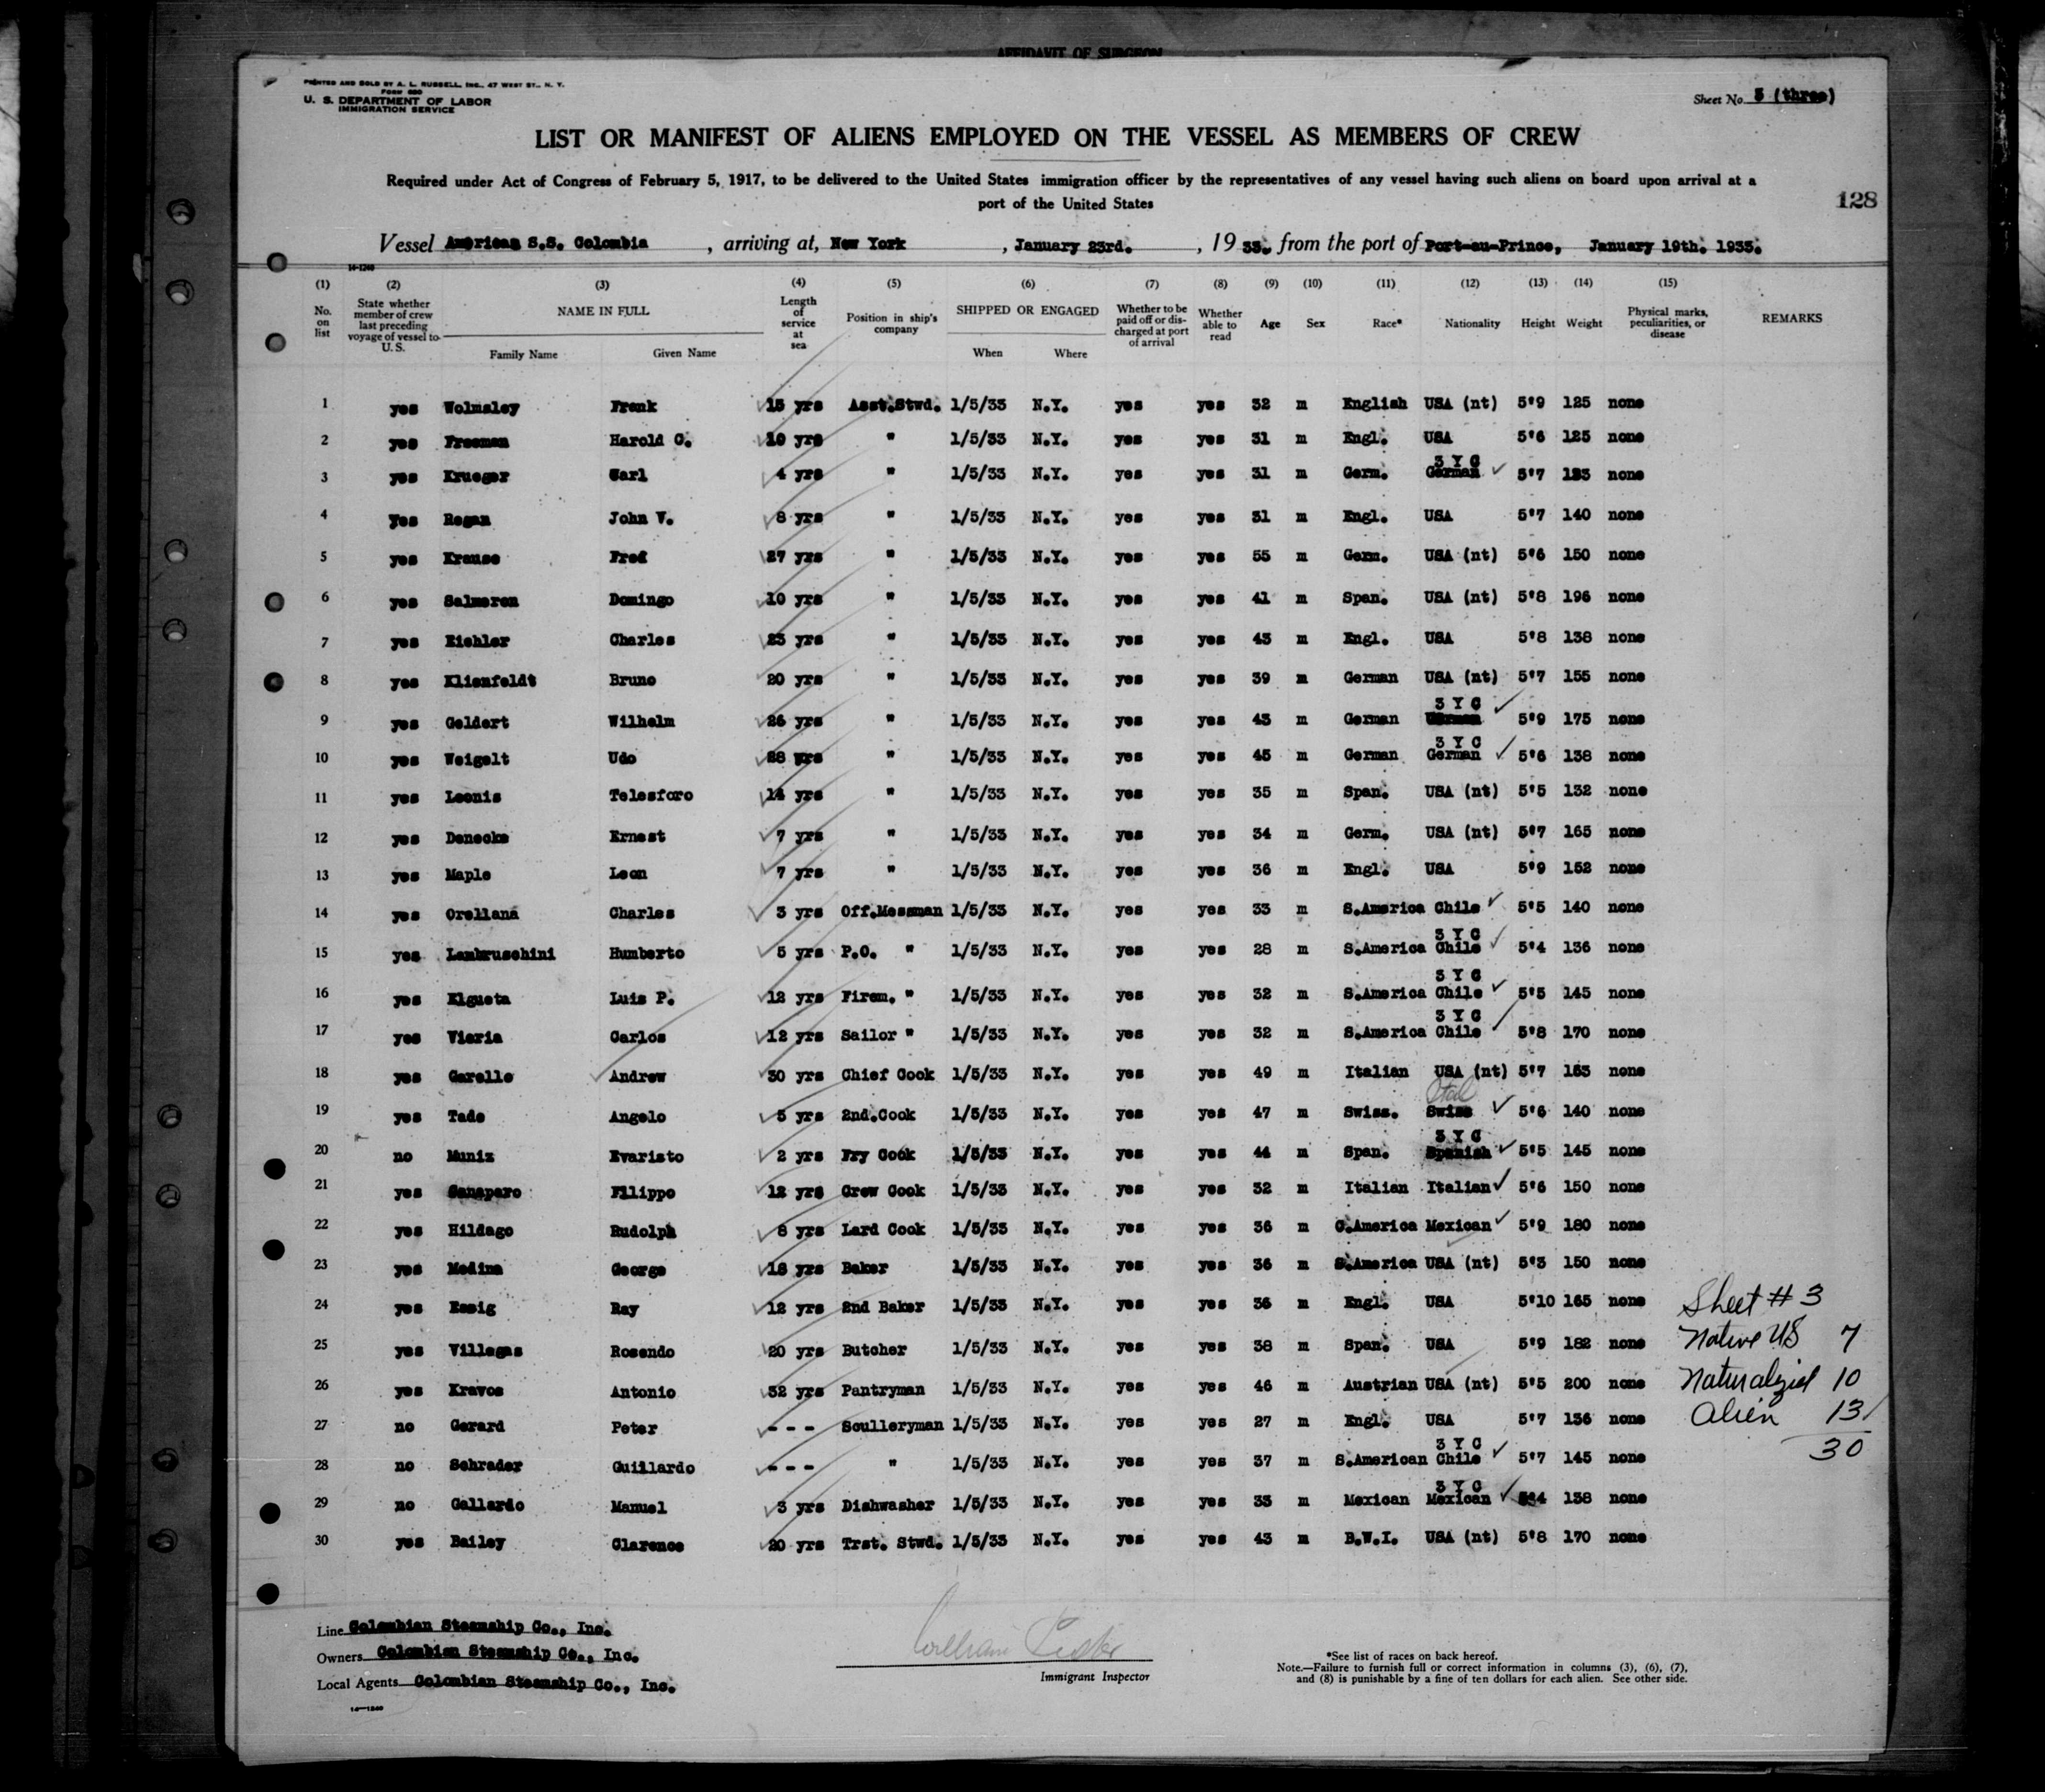 AFFIDAVIT OF SURGEON
PRINTED AND SOLD BY A. L. RUSSELL, INC., 47 WEST ST., N. Y.
Form 680
U. S. DEPARTMENT OF LABOR
IMMIGRATION SERVICE
Sheet No. 3 (three)
LIST OR MANIFEST OF ALIENS EMPLOYED ON THE VESSEL AS MEMBERS OF CREW
Required under Act of Congress of February 5, 1917, to be delivered to the United States immigration officer by the representatives of any vessel having such aliens on board upon arrival at a
port of the United States
128
Vessel American S.S. Colombia , arriving at, New York , January 23rd. , 19 33. from the port of Port-au-Prince, January 19th. 1933.
14-1240
(1) (2) (3) (4) (5) (6) (7) (8) (9) (10) (11) (12) (13) (14) (15)
No. on list State whether member of crew last preceding voyage of vessel to U. S. NAME IN FULL Family Name Given Name Length of service at sea Position in ship's company SHIPPED OR ENGAGED When Where Whether to be paid off or discharged at port of arrival Whether able to read Age Sex Race* Nationality Height Weight Physical marks, peculiarities, or disease REMARKS
1 yes Wolmsley Frank 15 yrs Asst.Stwd. 1/5/33 N.Y. yes yes 32 m English USA (nt) 5'9 125 none
2 yes Freeman Harold C. 10 yrs " 1/5/33 N.Y. yes yes 31 m Engl. USA 5'6 125 none
3 yes Krueger Carl 4 yrs " 1/5/33 N.Y. yes yes 31 m Germ. 3 Y C German 5'7 123 none
4 yes Regan John V. 8 yrs " 1/5/33 N.Y. yes yes 31 m Engl. USA 5'7 140 none
5 yes Krause Fred 27 yrs " 1/5/33 N.Y. yes yes 55 m Germ. USA (nt) 5'6 150 none
6 yes Salmeron Domingo 10 yrs " 1/5/33 N.Y. yes yes 41 m Span. USA (nt) 5'8 196 none
7 yes Eichler Charles 23 yrs " 1/5/33 N.Y. yes yes 43 m Engl. USA 5'8 138 none
8 yes Klienfeldt Bruno 20 yrs " 1/5/33 N.Y. yes yes 39 m German USA (nt) 5'7 155 none
9 yes Geldert Wilhelm 26 yrs " 1/5/33 N.Y. yes yes 43 m German 3 Y C German 5'9 175 none
10 yes Weigelt Udo 28 yrs " 1/5/33 N.Y. yes yes 45 m German 3 Y C German 5'6 138 none
11 yes Leonis Telesforo 14 yrs " 1/5/33 N.Y. yes yes 35 m Span. USA (nt) 5'5 132 none
12 yes Denecke Ernest 7 yrs " 1/5/33 N.Y. yes yes 34 m Germ. USA (nt) 5'7 165 none
13 yes Maple Leon 7 yrs " 1/5/33 N.Y. yes yes 36 m Engl. USA 5'9 152 none
14 yes Orellana Charles 3 yrs Off.Messman 1/5/33 N.Y. yes yes 33 m S.America Chile 5'5 140 none
15 yes Lambruschini Humberto 5 yrs P.O. " 1/5/33 N.Y. yes yes 28 m S.America 3 Y C Chile 5'4 136 none
16 yes Elgueta Luis P. 12 yrs Firem. " 1/5/33 N.Y. yes yes 32 m S.America 3 Y C Chile 5'5 145 none
17 yes Vieria Carlos 12 yrs Sailor " 1/5/33 N.Y. yes yes 32 m S.America 3 Y C Chile 5'8 170 none
18 yes Garello Andrew 30 yrs Chief Cook 1/5/33 N.Y. yes yes 49 m Italian USA (nt) 5'7 163 none
19 yes Tade Angelo 5 yrs 2nd.Cook 1/5/33 N.Y. yes yes 47 m Swiss. Ital Swiss 5'6 140 none
20 no Muniz Evaristo 2 yrs Fry Cook 1/5/33 N.Y. yes yes 44 m Span. 3 Y C Spanish 5'5 145 none
21 yes Canaparo Filippo 12 yrs Crew Cook 1/5/33 N.Y. yes yes 32 m Italian Italian 5'6 150 none
22 yes Hildago Rudolph 8 yrs Lard Cook 1/5/33 N.Y. yes yes 36 m C.America Mexican 5'9 180 none
23 yes Medina George 18 yrs Baker 1/5/33 N.Y. yes yes 36 m S.America USA (nt) 5'3 150 none
24 yes Essig Ray 12 yrs 2nd Baker 1/5/33 N.Y. yes yes 36 m Engl. USA 5'10 165 none
25 yes Villegas Rosendo 20 yrs Butcher 1/5/33 N.Y. yes yes 38 m Span. USA 5'9 182 none
26 yes Kravos Antonio 32 yrs Pantryman 1/5/33 N.Y. yes yes 46 m Austrian USA (nt) 5'5 200 none
27 no Gerard Peter - - - Sculleryman 1/5/33 N.Y. yes yes 27 m Engl. USA 5'7 136 none
28 no Schrader Guillardo - - - " 1/5/33 N.Y. yes yes 37 m S.American 3 Y C Chile 5'7 145 none
29 no Gallardo Manuel 3 yrs Dishwasher 1/5/33 N.Y. yes yes 33 m Mexican 3 Y C Mexican 5'4 138 none
30 yes Bailey Clarence 20 yrs Trst. Stwd. 1/5/33 N.Y. yes yes 43 m B.W.I. USA (nt) 5'8 170 none
Sheet # 3
Native US 7
Naturalized 10
Alien 13
30
Line Colombian Steamship Co., Inc.
Owners Colombian Steamship Co., Inc.
Local Agents Colombian Steamship Co., Inc.
14-1240
William Lester
Immigrant Inspector
*See list of races on back hereof.
Note.—Failure to furnish full or correct information in columns (3), (6), (7),
and (8) is punishable by a fine of ten dollars for each alien. See other side.